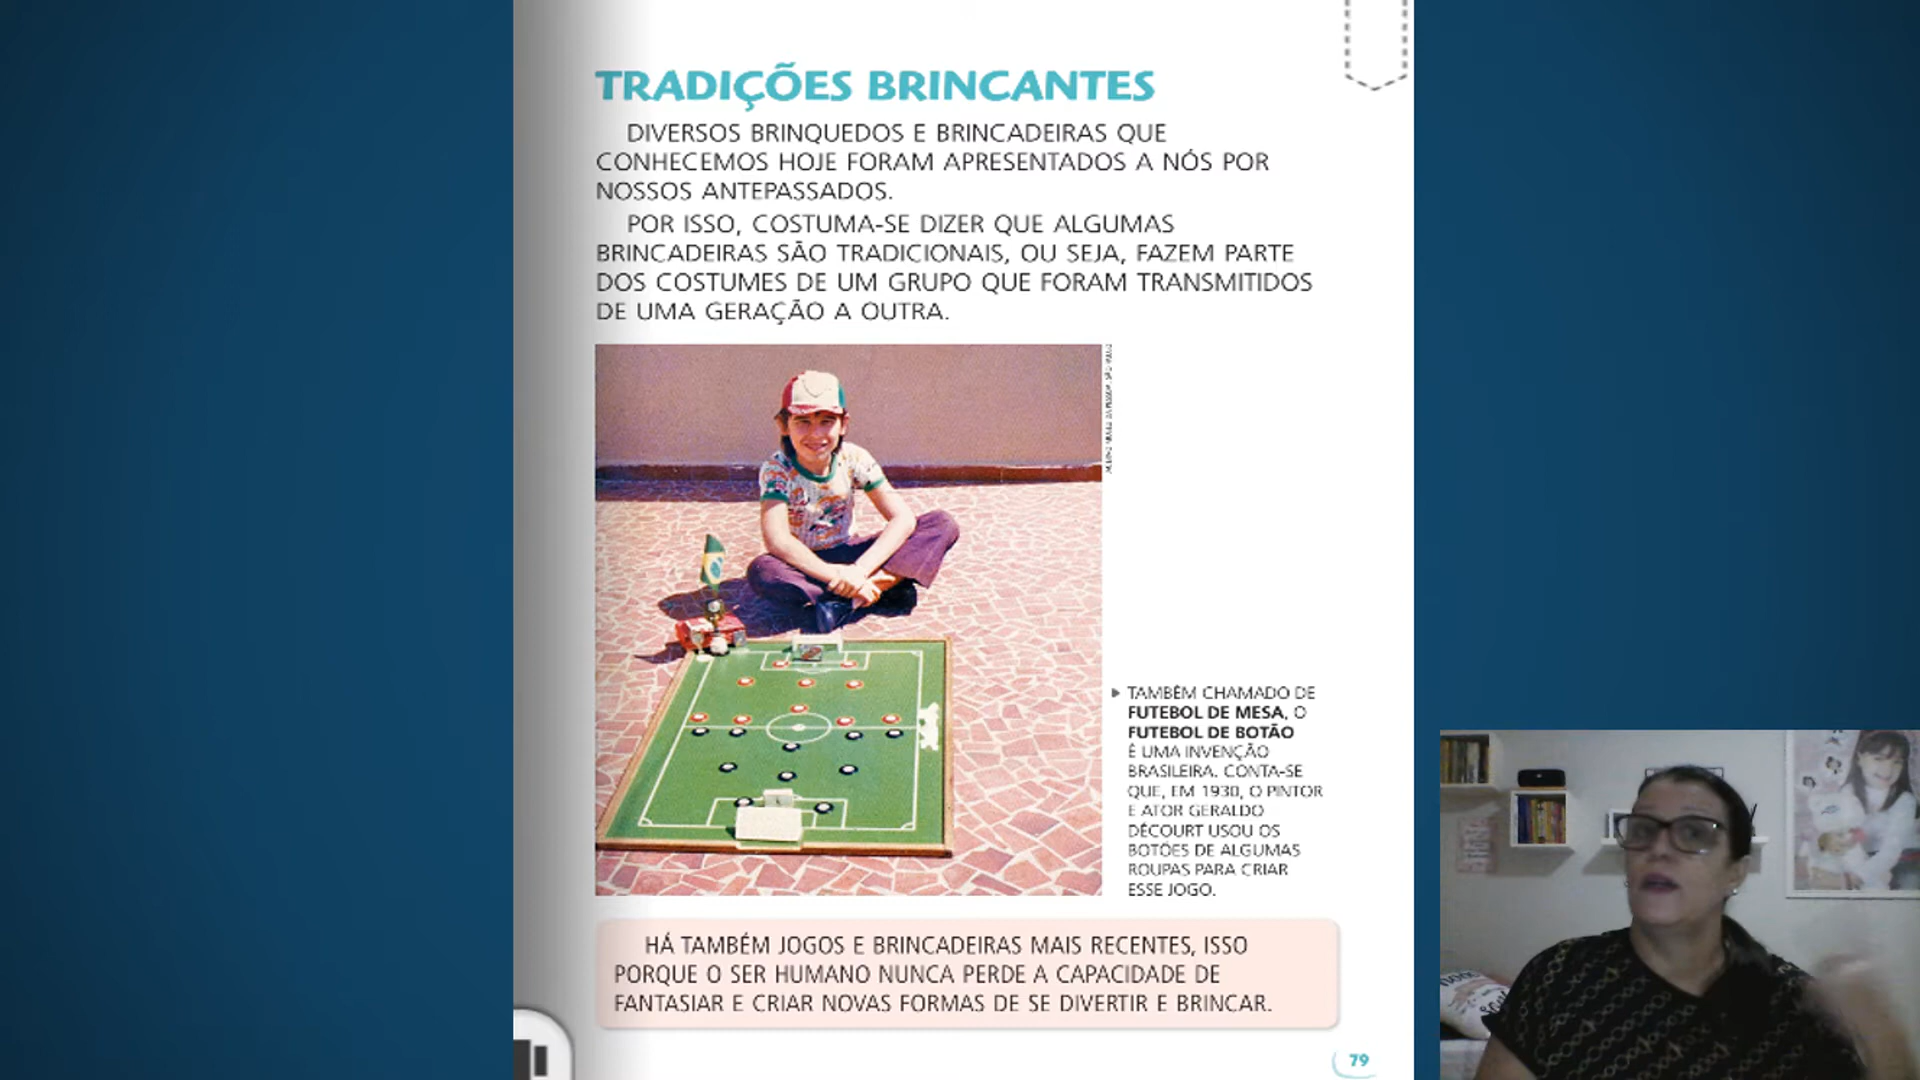 TRADIÇÕES BRINCANTES
DIVERSOS BRINQUEDOS E BRINCADEIRAS QUE
CONHECEMOS HOJE FORAM APRESENTADOS A NÓS POR
NOSSOS ANTEPASSADOS.
POR ISSO, COSTUMA-SE DIZER QUE ALGUMAS
BRINCADEIRAS SÃO TRADICIONAIS, OU SEJA, FAZEM PARTE
DOS COSTUMES DE UM GRUPO QUE FORAM TRANSMITIDOS
DE UMA GERAÇÃO A OUTRA.
TAMBÉM CHAMADO DE
FUTEBOL DE MESA, O
FUTEBOL DE BOTÃO
É UMA INVENÇÃO
BRASILEIRA. CONTA-SE
QUE, EM 1930, O PINTOR
E ATOR GERALDO
DÉCOURT USOU OS
BOTÕES DE ALGUMAS
ROUPAS PARA CRIAR
ESSE JOGO.
HÁ TAMBÉM JOGOS E BRINCADEIRAS MAIS RECENTES, ISSO
PORQUE O SER HUMANO NUNCA PERDE A CAPACIDADE DE
FANTASIAR E CRIAR NOVAS FORMAS DE SE DIVERTIR E BRINCAR.
79